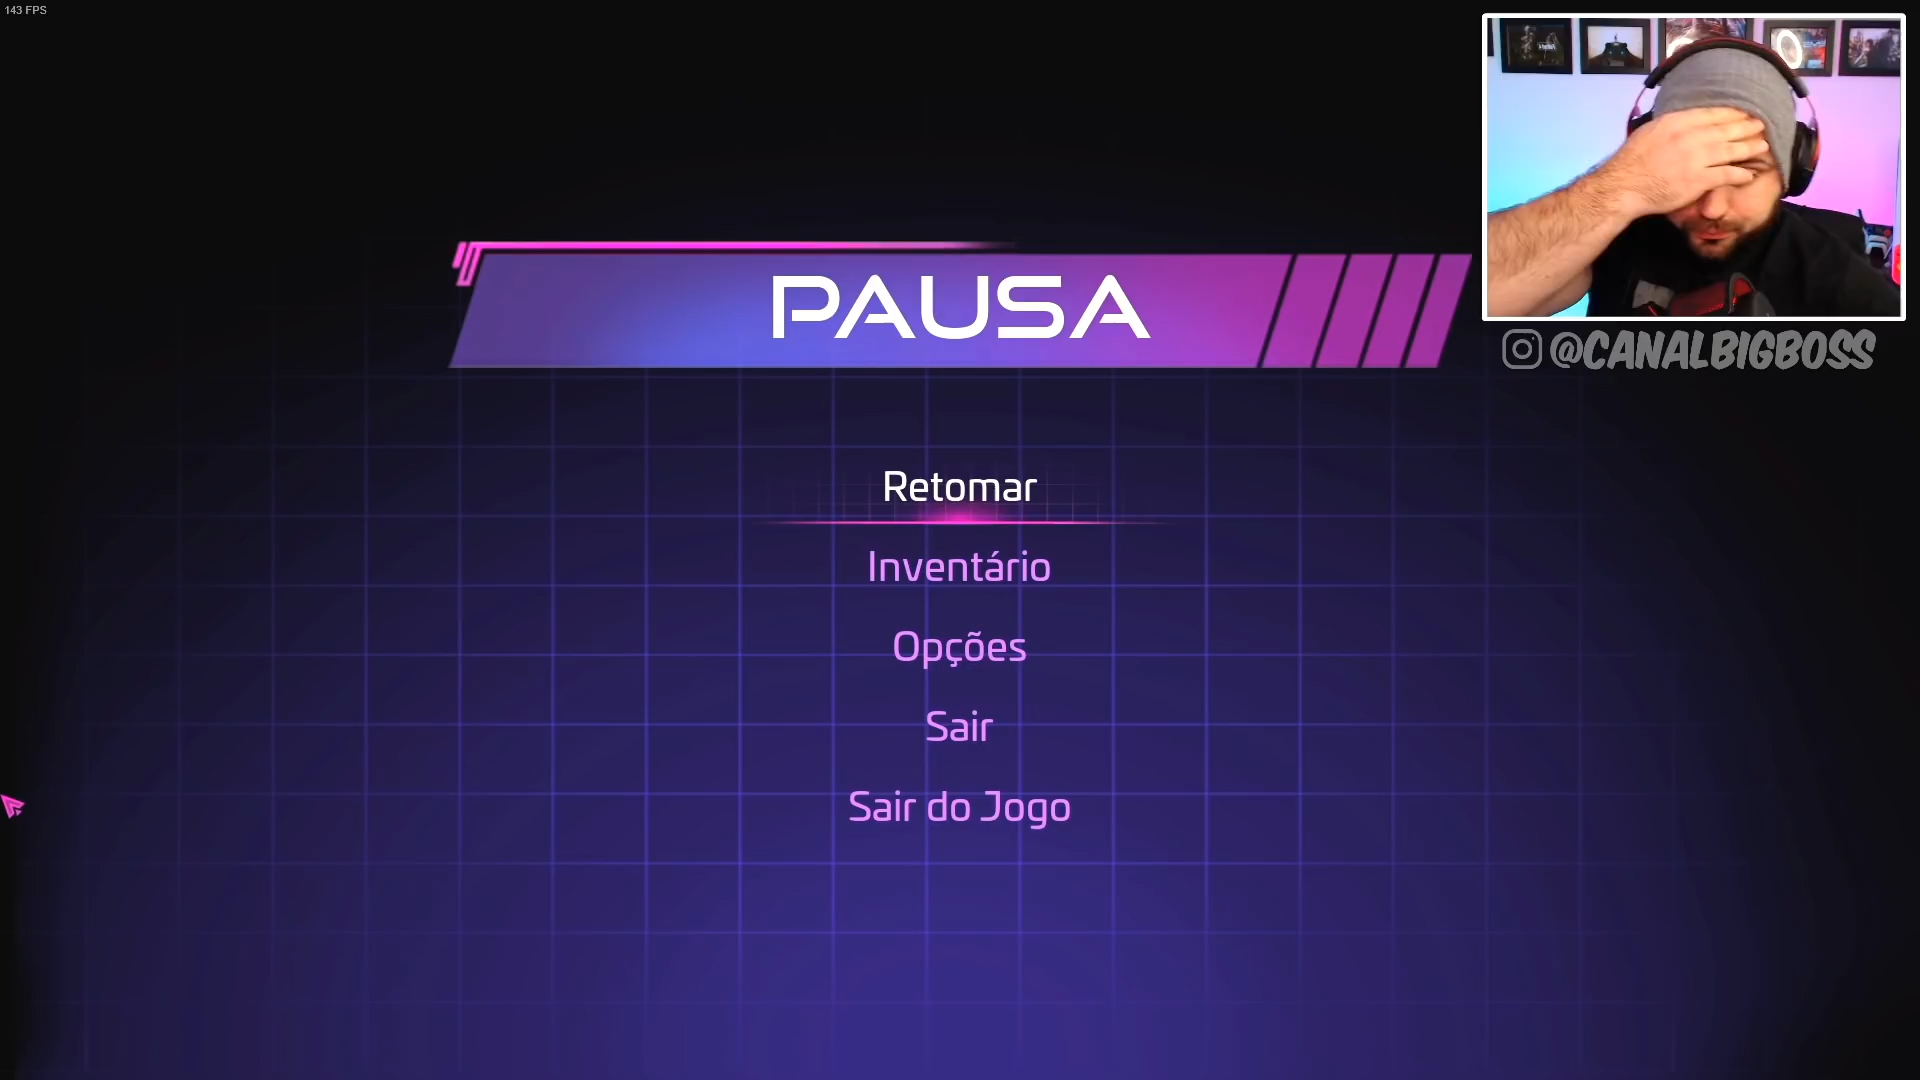 143 FPS
PAUSA
@CANALBIGBOSS
Retomar
Inventário
Opções
Sair
Sair do Jogo